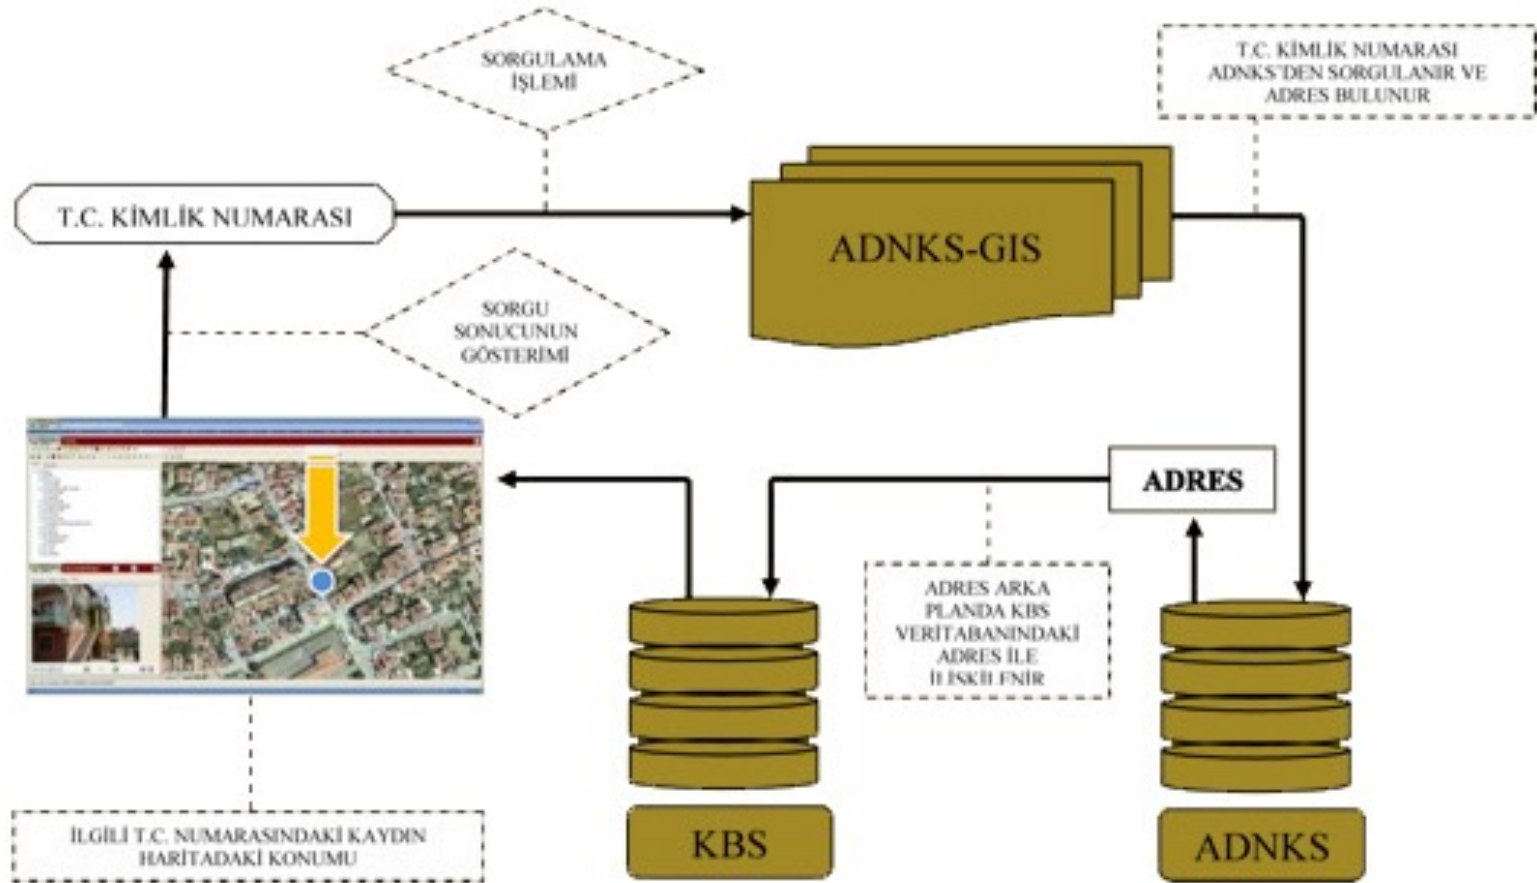 SORGULAMA
İŞLEMİ
T.C. KİMLİK NUMARASI
ADNKS'DEN SORGULANIR VE
ADRES BULUNUR
T.C. KİMLİK NUMARASI
ADNKS-GIS
SORGU
SONUCUNUN
GÖSTERİMİ
ADRES
ADRES ARKA
PLANDA KBS
VERİTABANINDAKİ
ADRES İLE
İLİŞKİLENİR
İLGİLİ T.C. NUMARASINDAKİ KAYDIN
HARİTADAKİ KONUMU
KBS
ADNKS